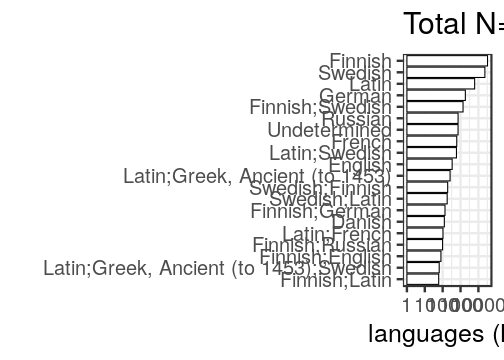 Total N=
Finnish
Swedish
Latin
German
Finnish;Swedish
Russian
Undetermined
French
Latin;Swedish
English
Latin;Greek, Ancient (to 1453)
Swedish;Finnish
Swedish;Latin
Finnish;German
Danish
Latin;French
Finnish;Russian
Finnish;English
Latin;Greek, Ancient (to 1453);Swedish
Finnish;Latin
languages (